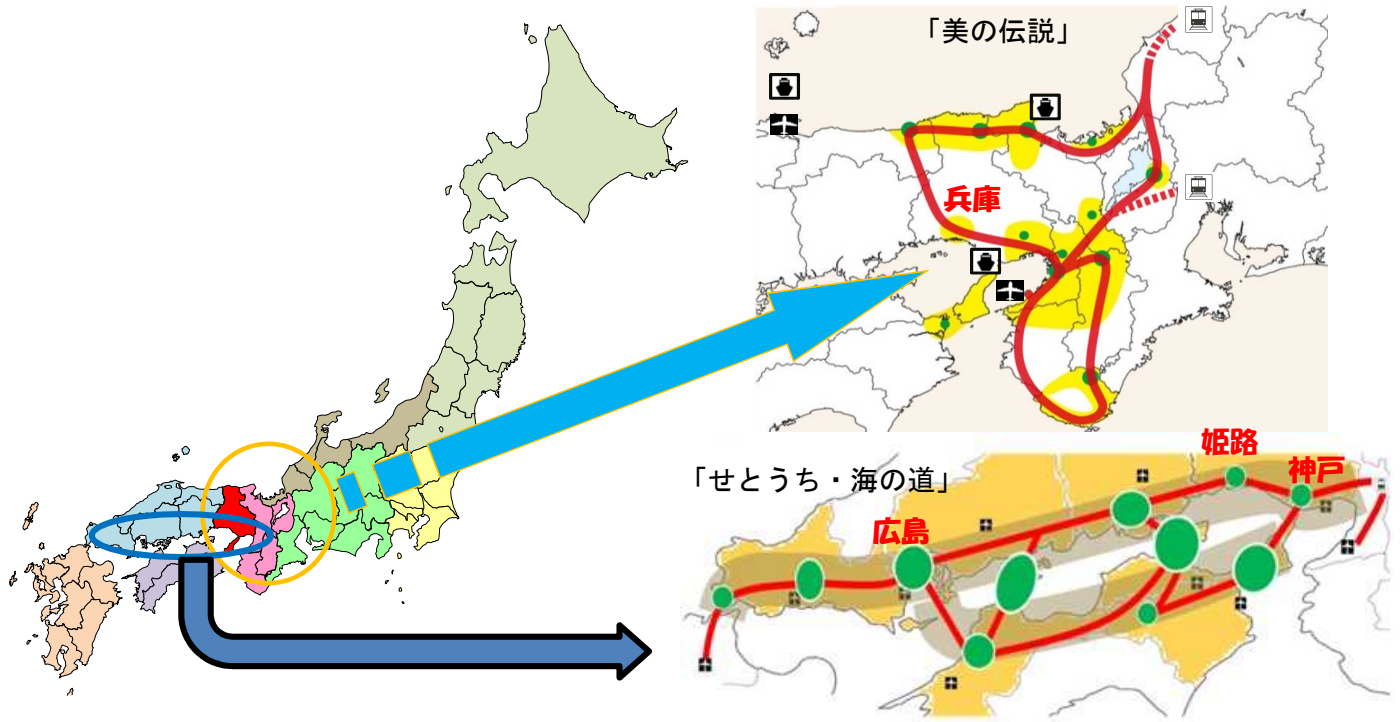 「美の伝説」
兵庫
「せとうち・海の道」
姫路
神戸
広島